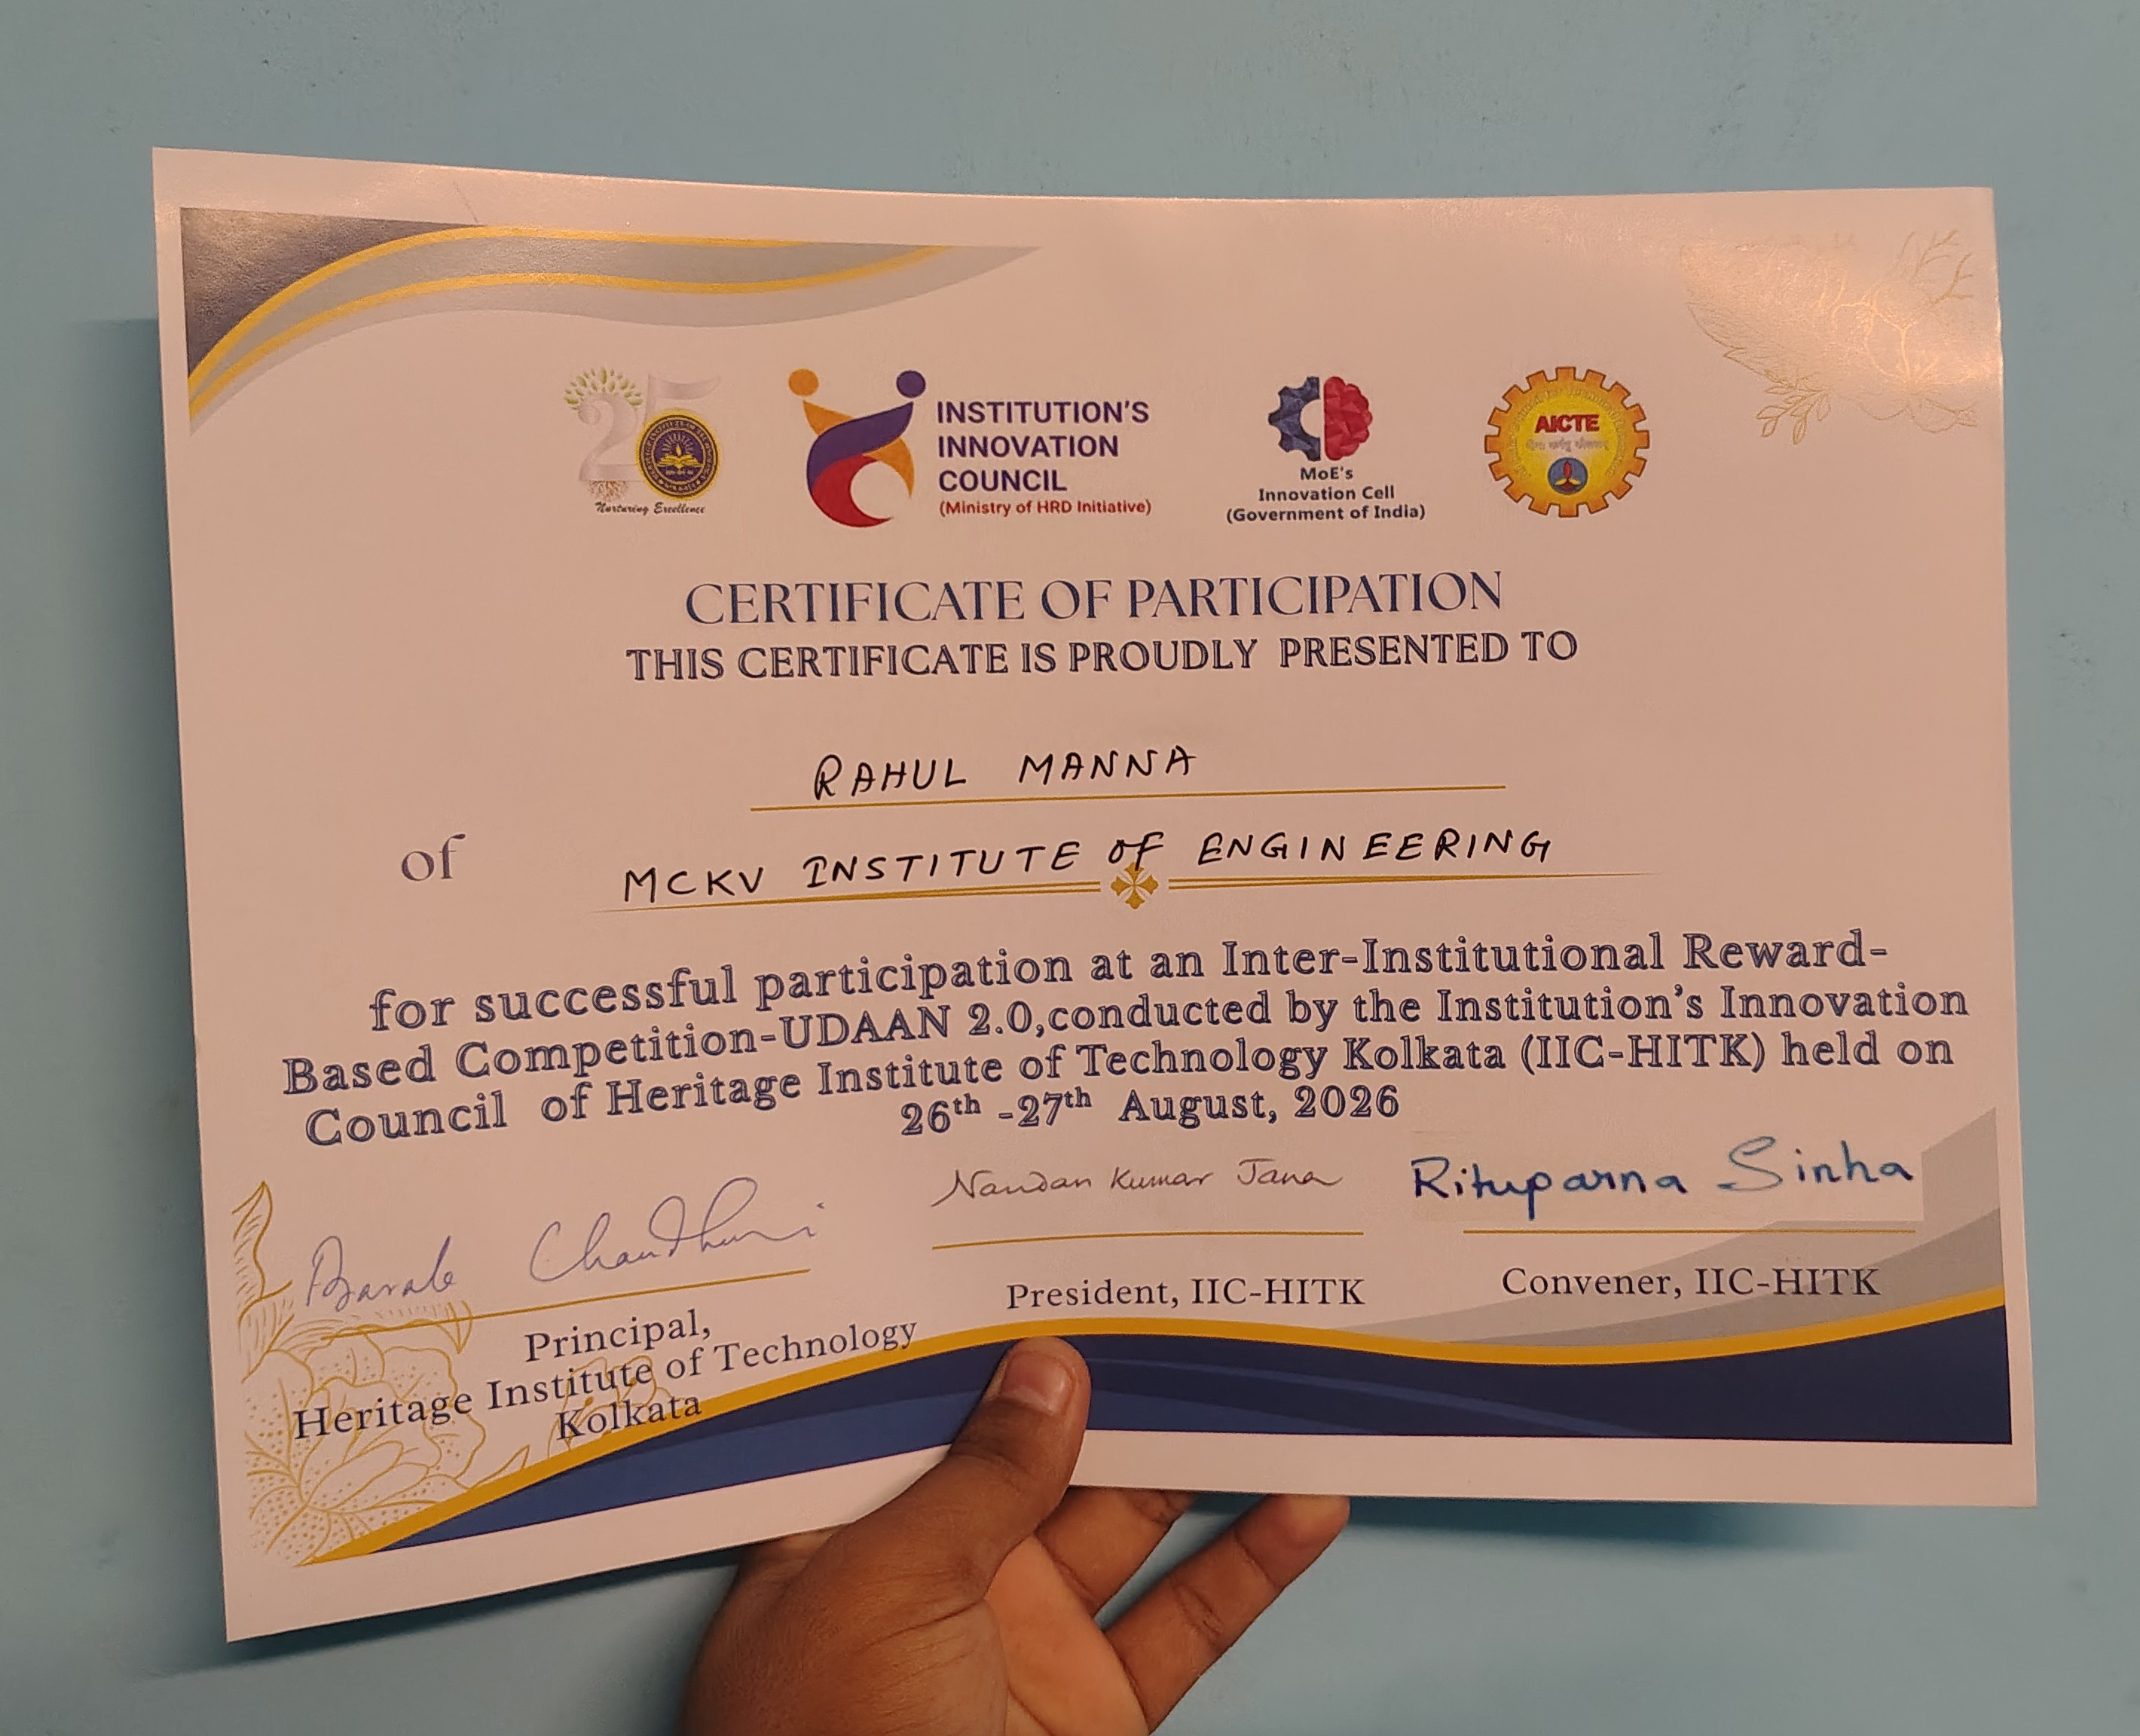 25
Nurturing Excellence
INSTITUTION'S
INNOVATION
COUNCIL
(Ministry of HRD Initiative)
MoE's
Innovation Cell
(Government of India)
AICTE
CERTIFICATE OF PARTICIPATION
THIS CERTIFICATE IS PROUDLY PRESENTED TO
RAHUL MANNA
of MCKV INSTITUTE OF ENGINEERING
for successful participation at an Inter-Institutional Reward-
Based Competition-UDAAN 2.0,conducted by the Institution's Innovation
Council of Heritage Institute of Technology Kolkata (IIC-HITK) held on
26th -27th August, 2026
Chaudhuri
Nandan Kumar Jana
Rituparna Sinha
Principal,
Heritage Institute of Technology
Kolkata
President, IIC-HITK
Convener, IIC-HITK